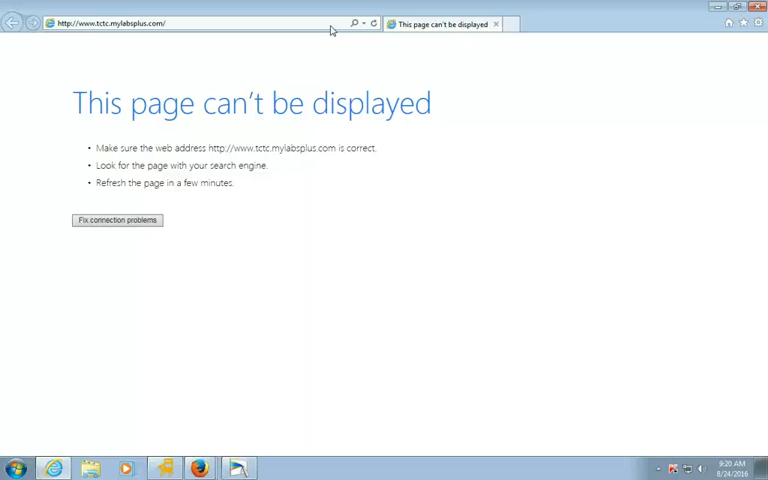 http://www.tctc.mylabsplus.com/
This page can't be displayed
This page can't be displayed
Make sure the web address http://www.tctc.mylabsplus.com is correct.
Look for the page with your search engine.
Refresh the page in a few minutes.
Fix connection problems
9:20 AM
8/24/2016